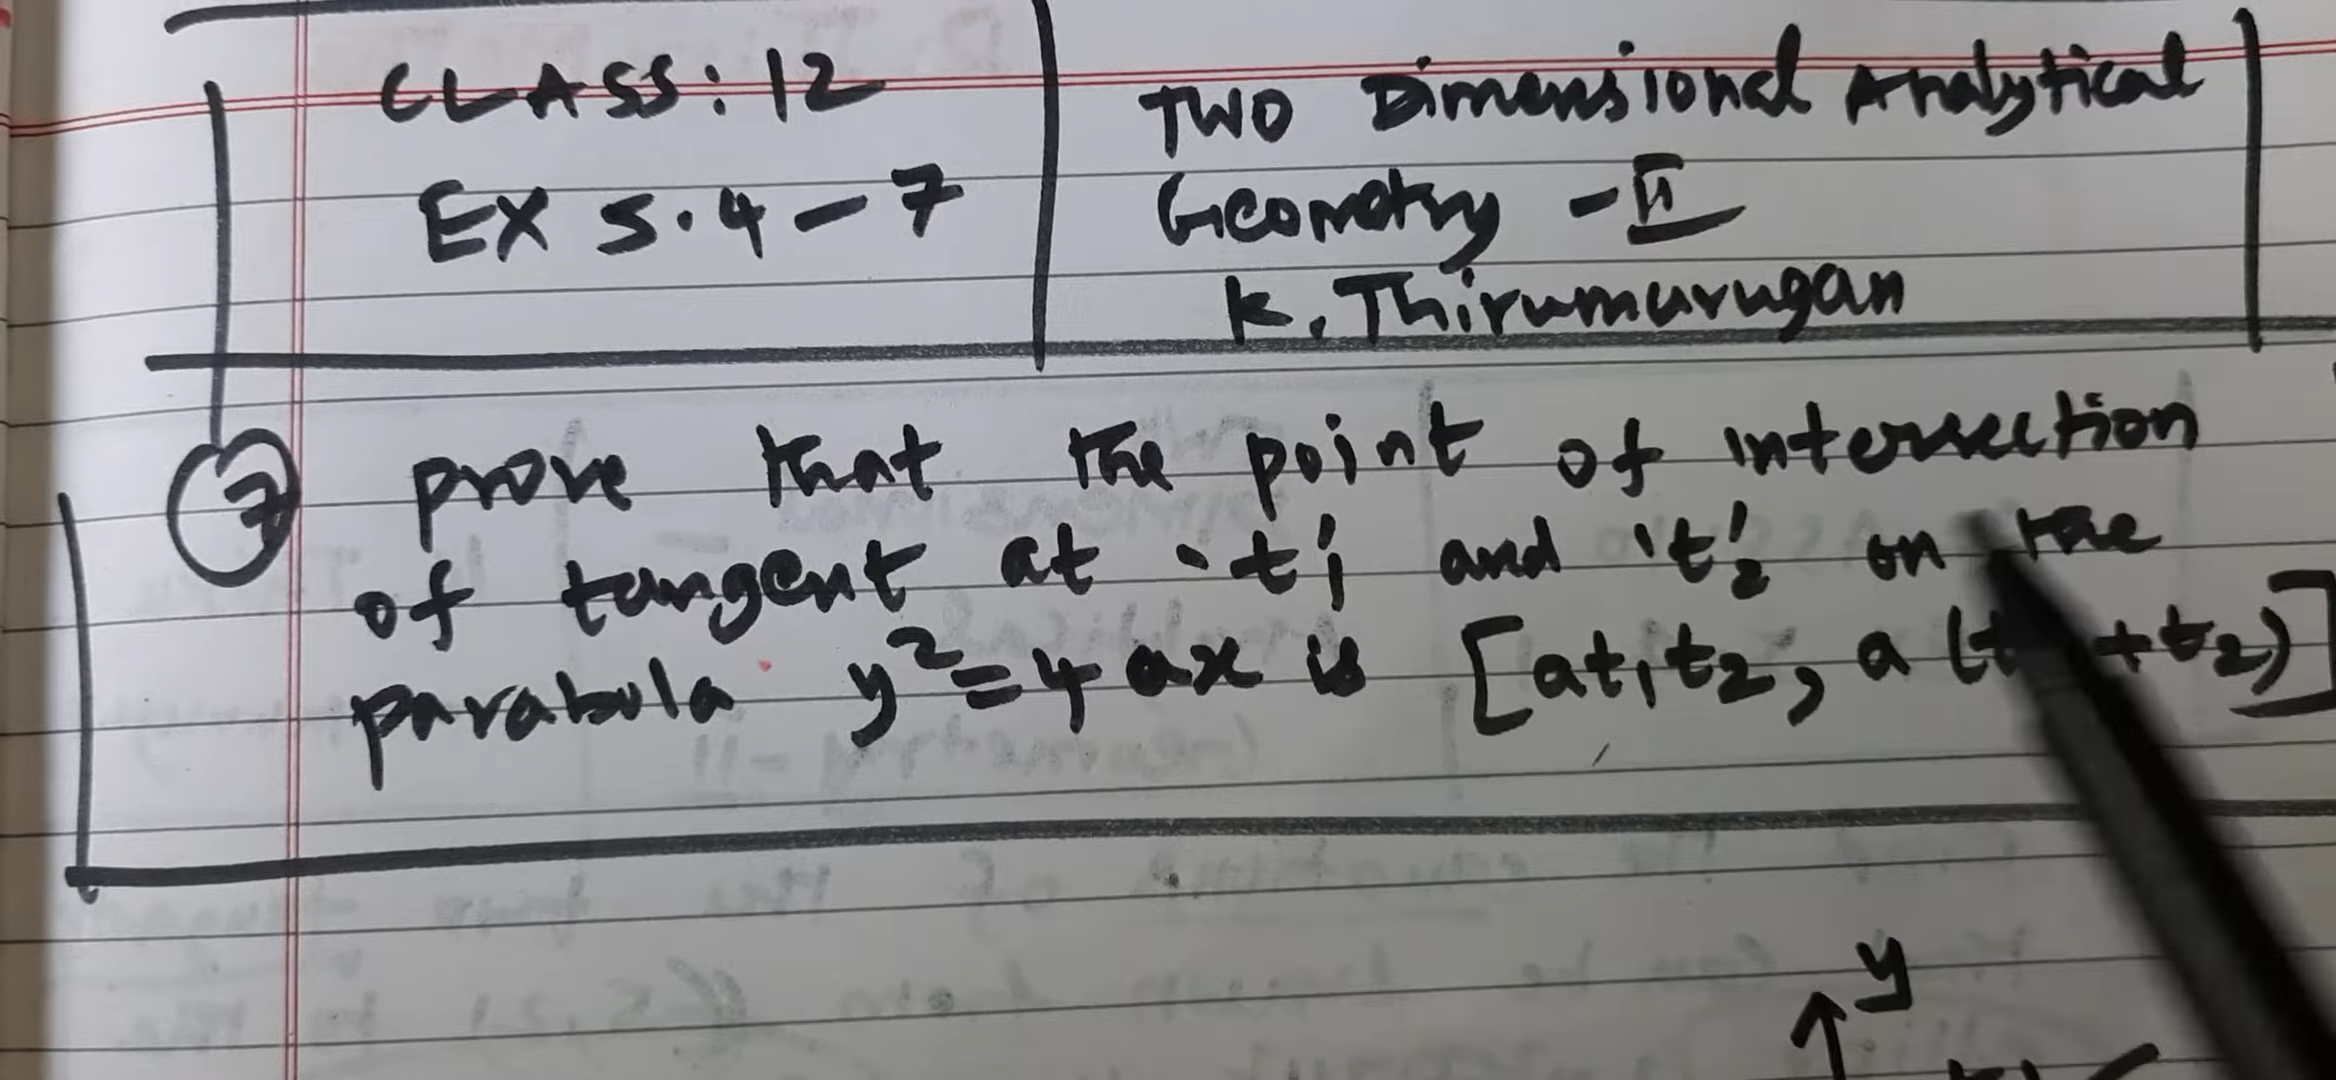 CLASS: 12
EX 5.4-7
TWO Dimensional Analytical
Geometry - II
K. Thirumurugan
7 prove that the point of intersection
of tangent at 't1' and 't2' on the
parabola y²=4ax is [at1t2, a(t +t2)]
y